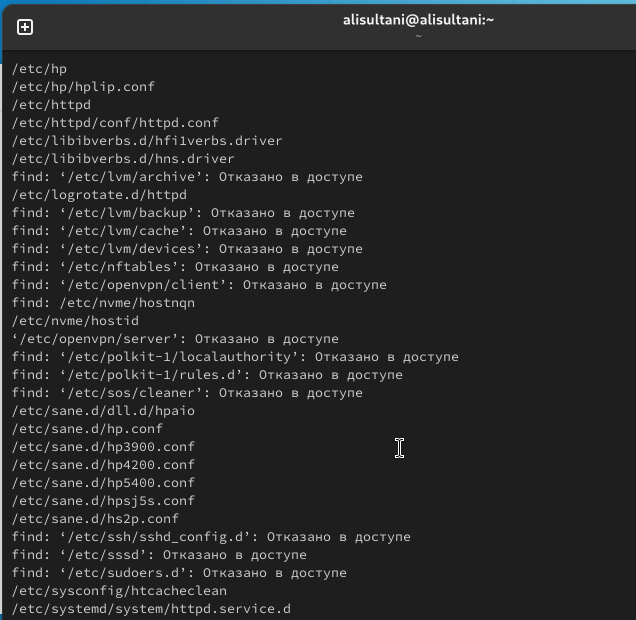 alisultani@alisultani:~
~
/etc/hp
/etc/hp/hplip.conf
/etc/httpd
/etc/httpd/conf/httpd.conf
/etc/libibverbs.d/hfi1verbs.driver
/etc/libibverbs.d/hns.driver
find: ‘/etc/lvm/archive’: Отказано в доступе
/etc/logrotate.d/httpd
find: ‘/etc/lvm/backup’: Отказано в доступе
find: ‘/etc/lvm/cache’: Отказано в доступе
find: ‘/etc/lvm/devices’: Отказано в доступе
find: ‘/etc/nftables’: Отказано в доступе
find: ‘/etc/openvpn/client’: Отказано в доступе
find: /etc/nvme/hostnqn
/etc/nvme/hostid
‘/etc/openvpn/server’: Отказано в доступе
find: ‘/etc/polkit-1/localauthority’: Отказано в доступе
find: ‘/etc/polkit-1/rules.d’: Отказано в доступе
find: ‘/etc/sos/cleaner’: Отказано в доступе
/etc/sane.d/dll.d/hpaio
/etc/sane.d/hp.conf
/etc/sane.d/hp3900.conf
/etc/sane.d/hp4200.conf
/etc/sane.d/hp5400.conf
/etc/sane.d/hpsj5s.conf
/etc/sane.d/hs2p.conf
find: ‘/etc/ssh/sshd_config.d’: Отказано в доступе
find: ‘/etc/sssd’: Отказано в доступе
find: ‘/etc/sudoers.d’: Отказано в доступе
/etc/sysconfig/htcacheclean
/etc/systemd/system/httpd.service.d